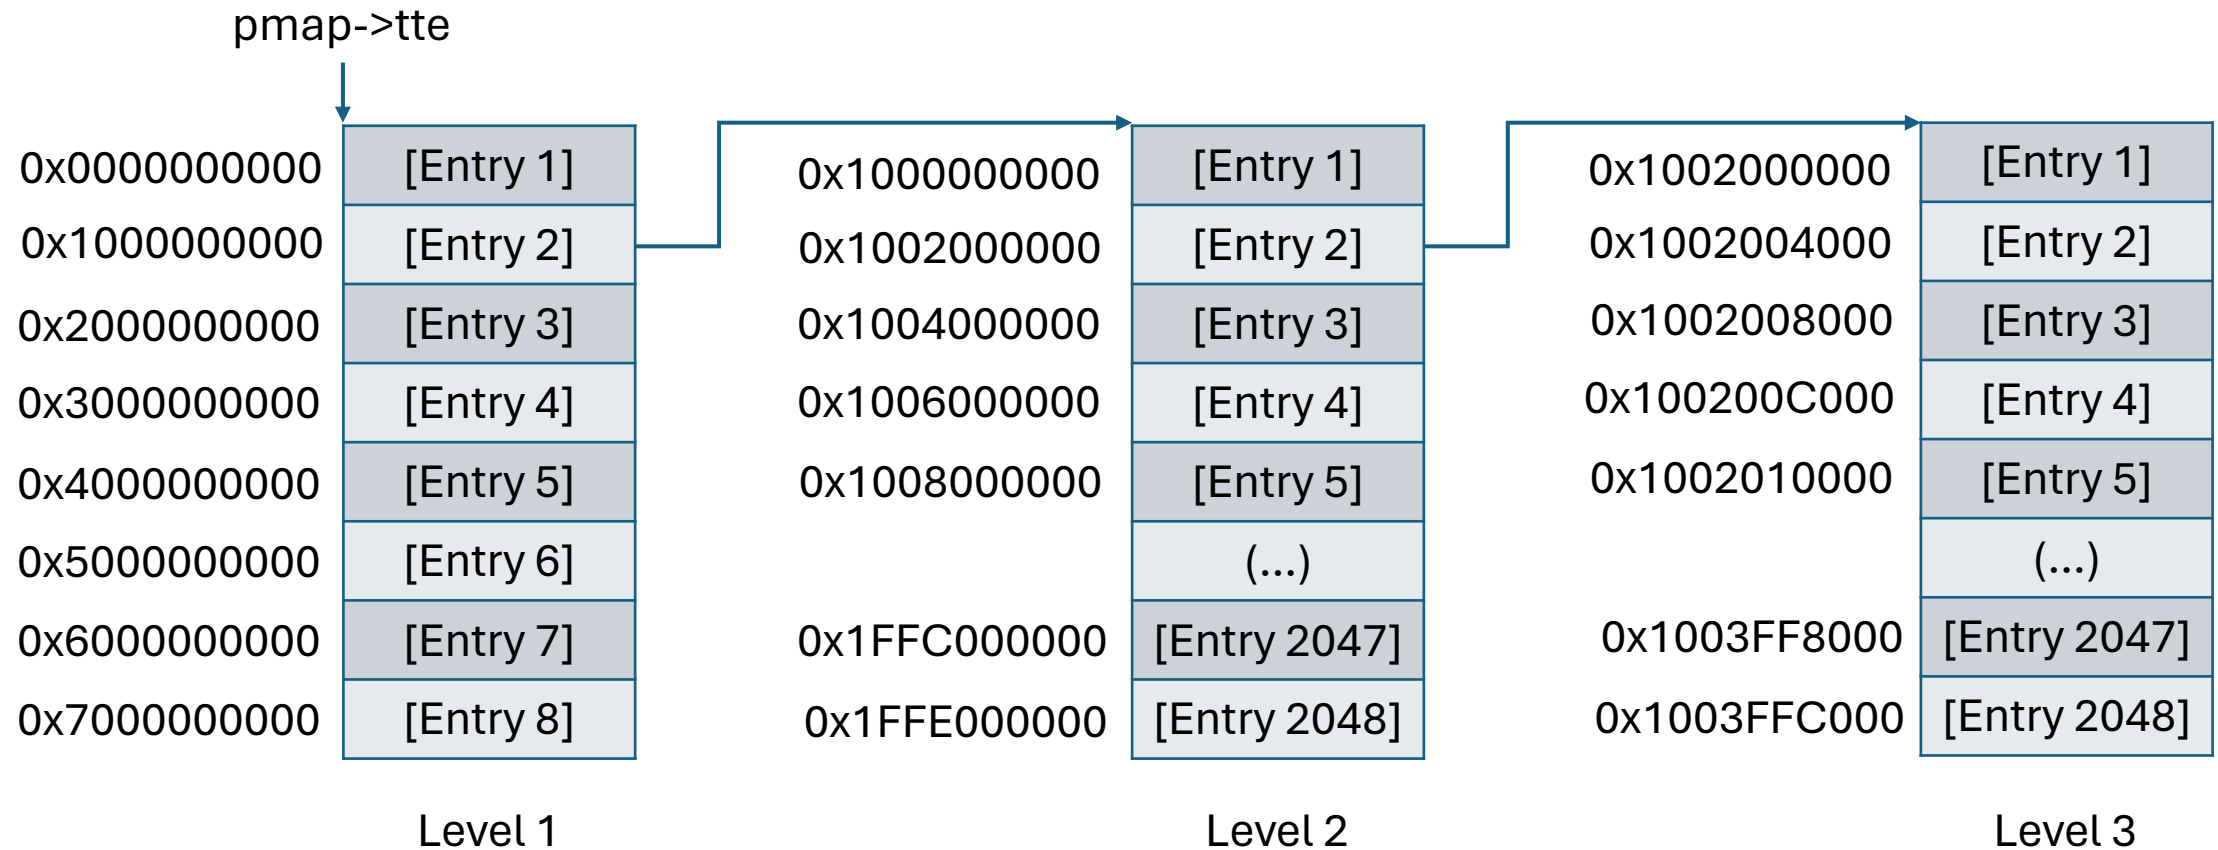 pmap->tte
0x0000000000 [Entry 1]
0x1000000000 [Entry 2]
0x2000000000 [Entry 3]
0x3000000000 [Entry 4]
0x4000000000 [Entry 5]
0x5000000000 [Entry 6]
0x6000000000 [Entry 7]
0x7000000000 [Entry 8]
Level 1
0x1000000000 [Entry 1]
0x1002000000 [Entry 2]
0x1004000000 [Entry 3]
0x1006000000 [Entry 4]
0x1008000000 [Entry 5]
(...)
0x1FFC000000 [Entry 2047]
0x1FFE000000 [Entry 2048]
Level 2
0x1002000000 [Entry 1]
0x1002004000 [Entry 2]
0x1002008000 [Entry 3]
0x100200C000 [Entry 4]
0x1002010000 [Entry 5]
(...)
0x1003FF8000 [Entry 2047]
0x1003FFC000 [Entry 2048]
Level 3